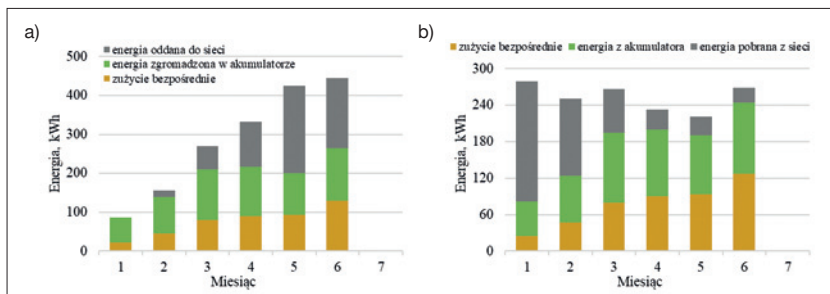 a)
energia oddana do sieci
energia zgromadzona w akumulatorze
zużycie bezpośrednie
500
400
300
200
100
0
Energia, kWh
1 2 3 4 5 6 7
Miesiąc
b)
zużycie bezpośrednie energia z akumulatora energia pobrana z sieci
300
240
180
120
60
0
Energia, kWh
1 2 3 4 5 6 7
Miesiąc